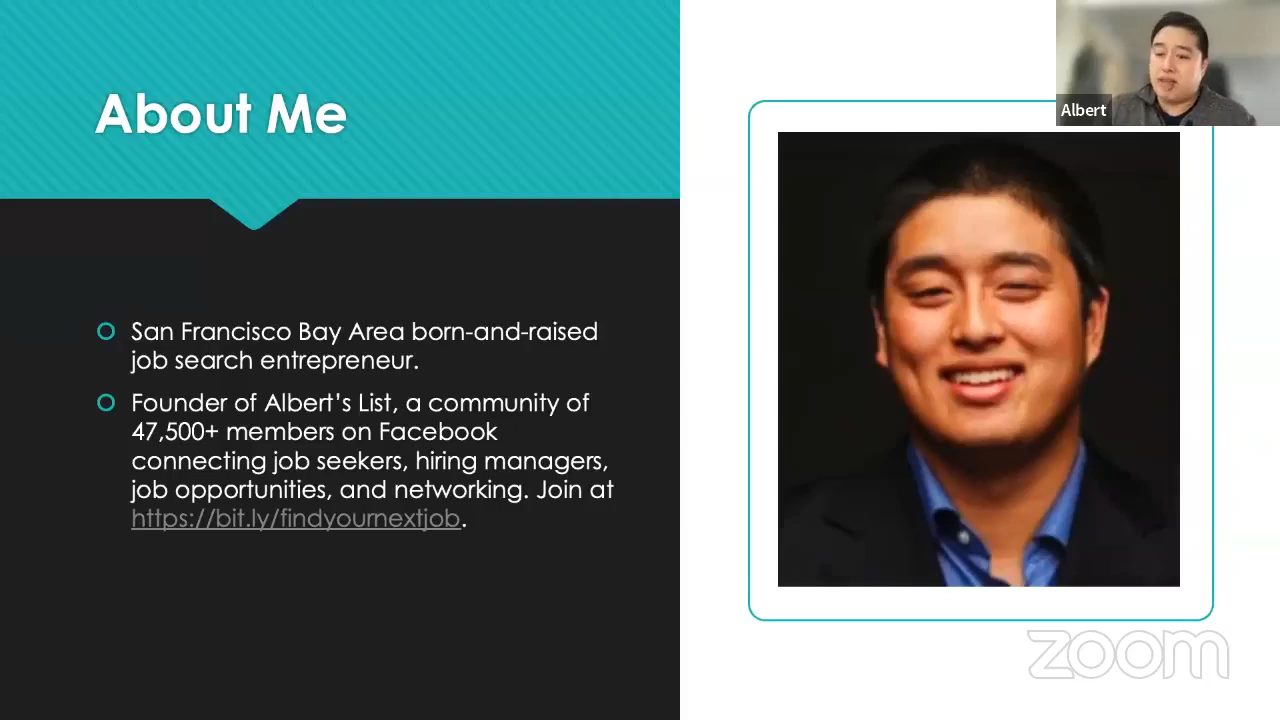 About Me
Albert
San Francisco Bay Area born-and-raised
job search entrepreneur.
Founder of Albert’s List, a community of
47,500+ members on Facebook
connecting job seekers, hiring managers,
job opportunities, and networking. Join at
https://bit.ly/findyournextjob.
zoom